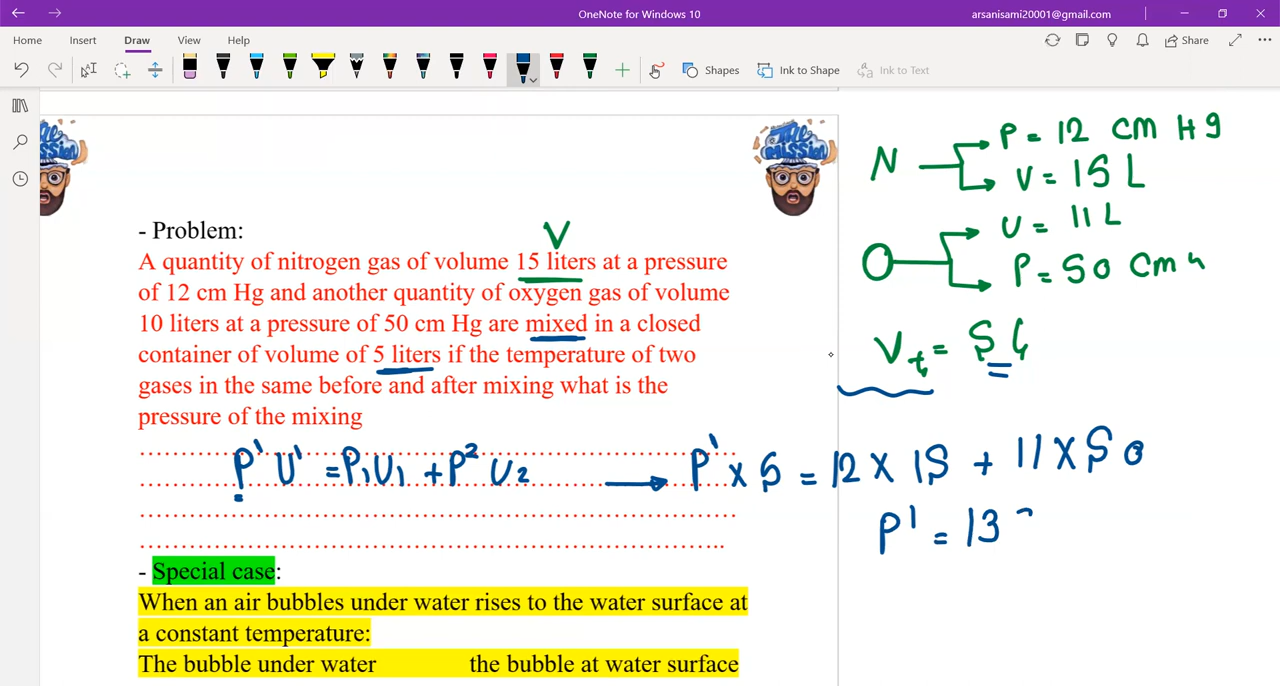 OneNote for Windows 10
arsanisami20001@gmail.com
Home Insert Draw View Help
Share
Shapes Ink to Shape Ink to Text
- Problem:
V
A quantity of nitrogen gas of volume 15 liters at a pressure
of 12 cm Hg and another quantity of oxygen gas of volume
10 liters at a pressure of 50 cm Hg are mixed in a closed
container of volume of 5 liters if the temperature of two
gases in the same before and after mixing what is the
pressure of the mixing
P' U' = P1 U1 + P² U2
- Special case:
When an air bubbles under water rises to the water surface at
a constant temperature:
The bubble under water the bubble at water surface
N
P = 12 cm Hg
V = 15 L
O
U = 11 L
P = 50 cm
Vt = 5 L
P' × 5 = 12 × 15 + 11 × 50
P' = 13